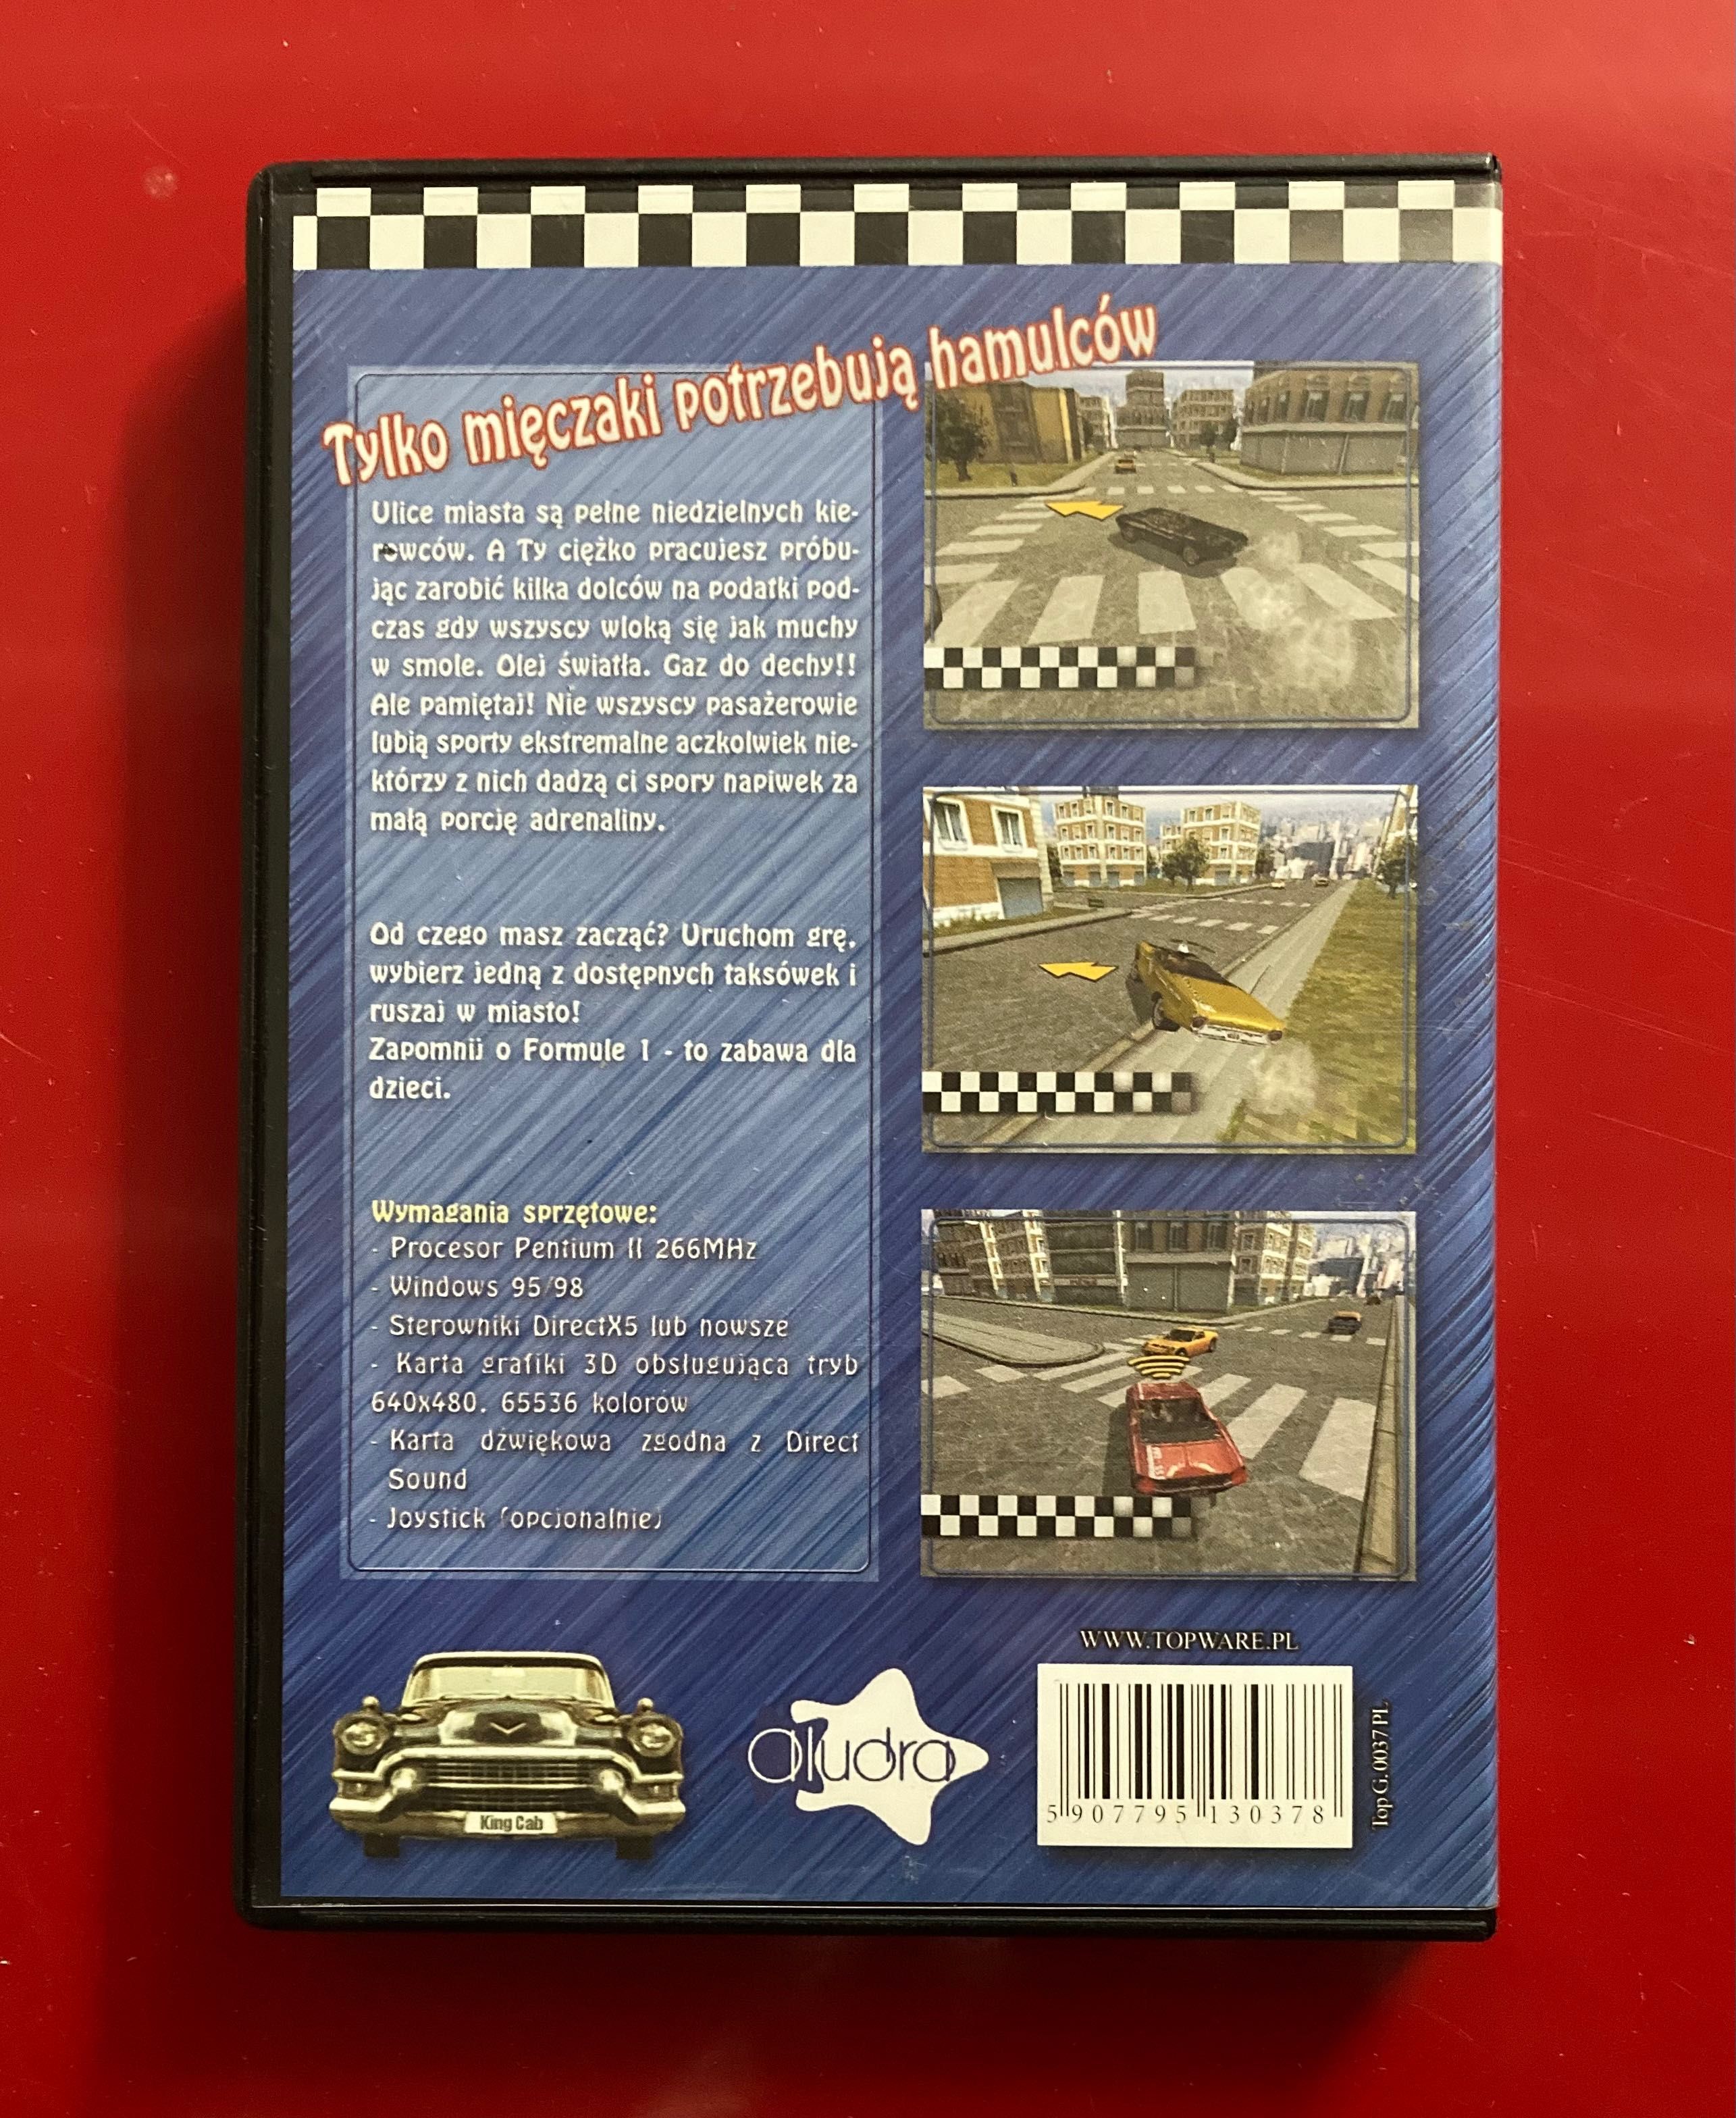 Tylko mięczaki potrzebują hamulców
Ulice miasta są pełne niedzielnych kie-
rowców. A Ty ciężko pracujesz próbu-
jąc zarobić kilka dolców na podatki pod-
czas gdy wszyscy wloką się jak muchy
w smole. Olej światła. Gaz do dechy!!
Ale pamiętaj! Nie wszyscy pasażerowie
lubią sporty ekstremalne aczkolwiek nie-
którzy z nich dadzą ci spory napiwek za
małą porcję adrenaliny.
Od czego masz zacząć? Uruchom grę,
wybierz jedną z dostępnych taksówek i
ruszaj w miasto!
Zapomnij o Formule 1 - to zabawa dla
dzieci.
Wymagania sprzętowe:
- Procesor Pentium II 266MHz
- Windows 95/98
- Sterowniki DirectX5 lub nowsze
- Karta grafiki 3D obsługująca tryb
640x480, 65536 kolorów
- Karta dźwiękowa zgodna z Direct
Sound
- Joystick (opcjonalnie)
King Cab
aludra
WWW.TOPWARE.PL
5 907795 130378
Top G.0037 PL